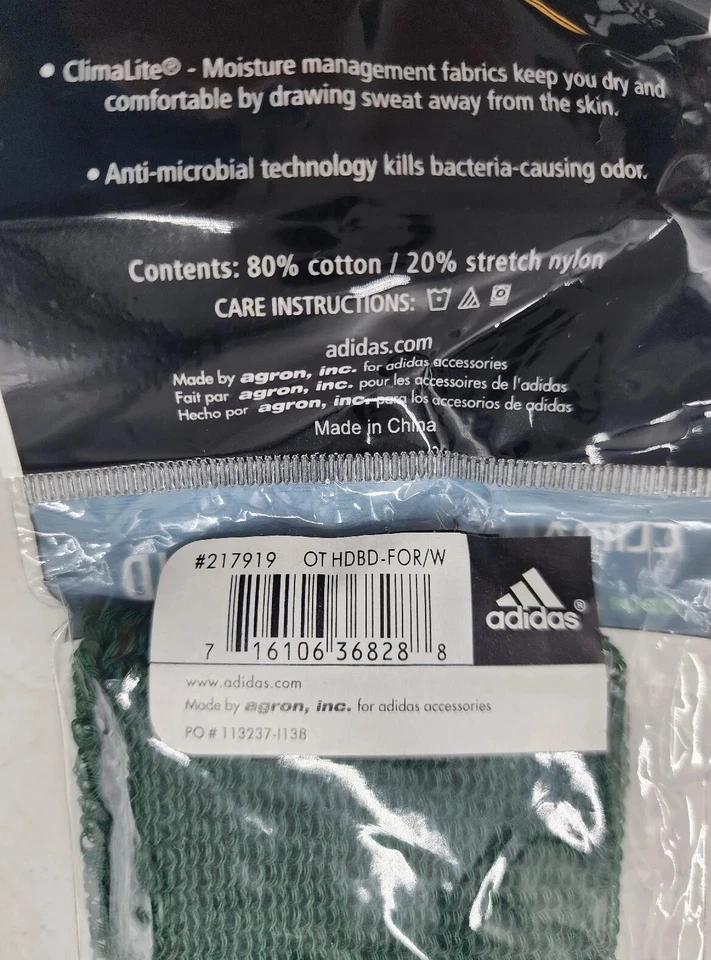 • ClimaLite® - Moisture management fabrics keep you dry and
comfortable by drawing sweat away from the skin.
• Anti-microbial technology kills bacteria-causing odor.
Contents: 80% cotton / 20% stretch nylon
CARE INSTRUCTIONS:
adidas.com
Made by agron, inc. for adidas accessories
Fait par agron, inc. pour les accessoires de l'adidas
Hecho por agron, inc. para los accesorios de adidas
Made in China
#217919 OT HDBD-FOR/W
7 16106 36828 8
adidas®
www.adidas.com
Made by agron, inc. for adidas accessories
PO # 113237-I138